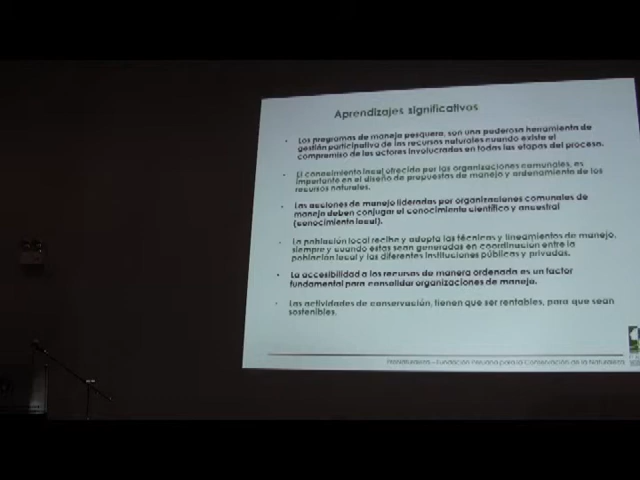 Aprendizajes significativos
• Los programas de manejo pesquero, son una poderosa herramienta de
gestión participativa de los recursos naturales cuando existe el
compromiso de los actores involucrados en todas las etapas del proceso.
• El conocimiento local ofrecido por las organizaciones comunales, es
importante en el diseño de propuestas de manejo y ordenamiento de los
recursos naturales.
• Las acciones de manejo lideradas por organizaciones comunales de
manejo deben conjugar el conocimiento científico y ancestral
(conocimiento local).
• La población local recibe y adopta las técnicas y lineamientos de manejo,
siempre y cuando estas sean generadas en coordinación entre la
población local y las diferentes instituciones públicas y privadas.
• La accesibilidad a los recursos de manera ordenada es un factor
fundamental para consolidar organizaciones de manejo.
• Las actividades de conservación, tienen que ser rentables, para que sean
sostenibles.
ProNaturaleza – Fundación Peruana para la Conservación de la Naturaleza